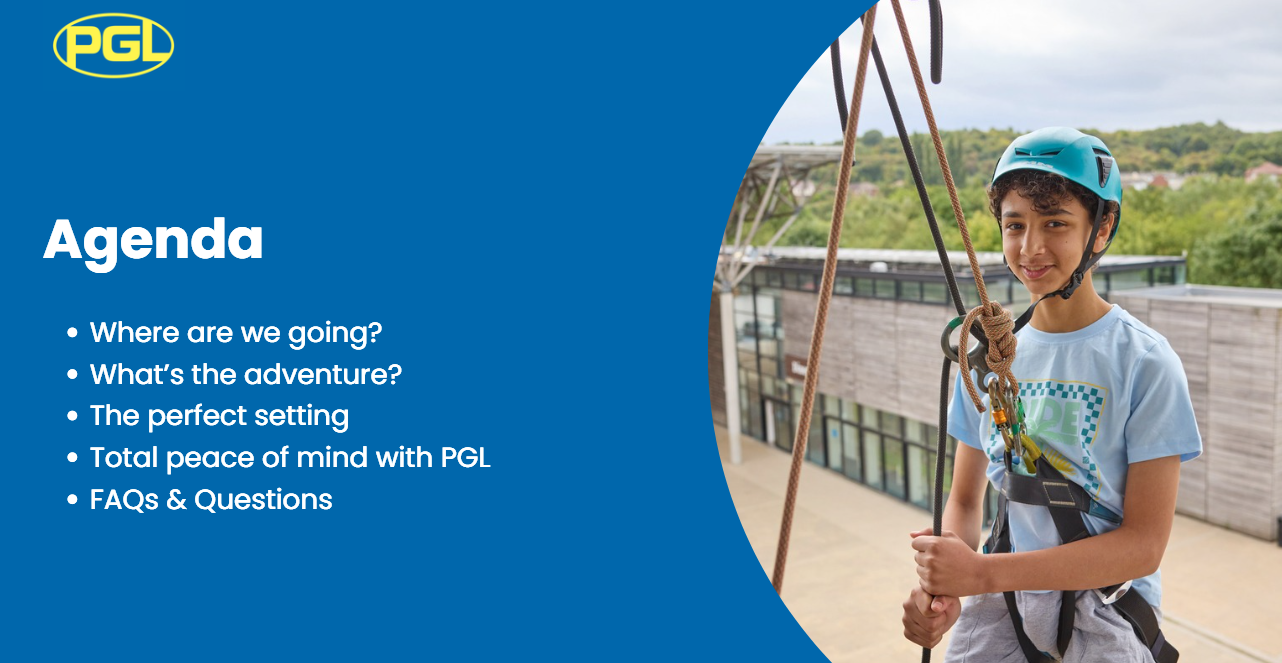 PGL
Agenda
• Where are we going?
• What’s the adventure?
• The perfect setting
• Total peace of mind with PGL
• FAQs & Questions